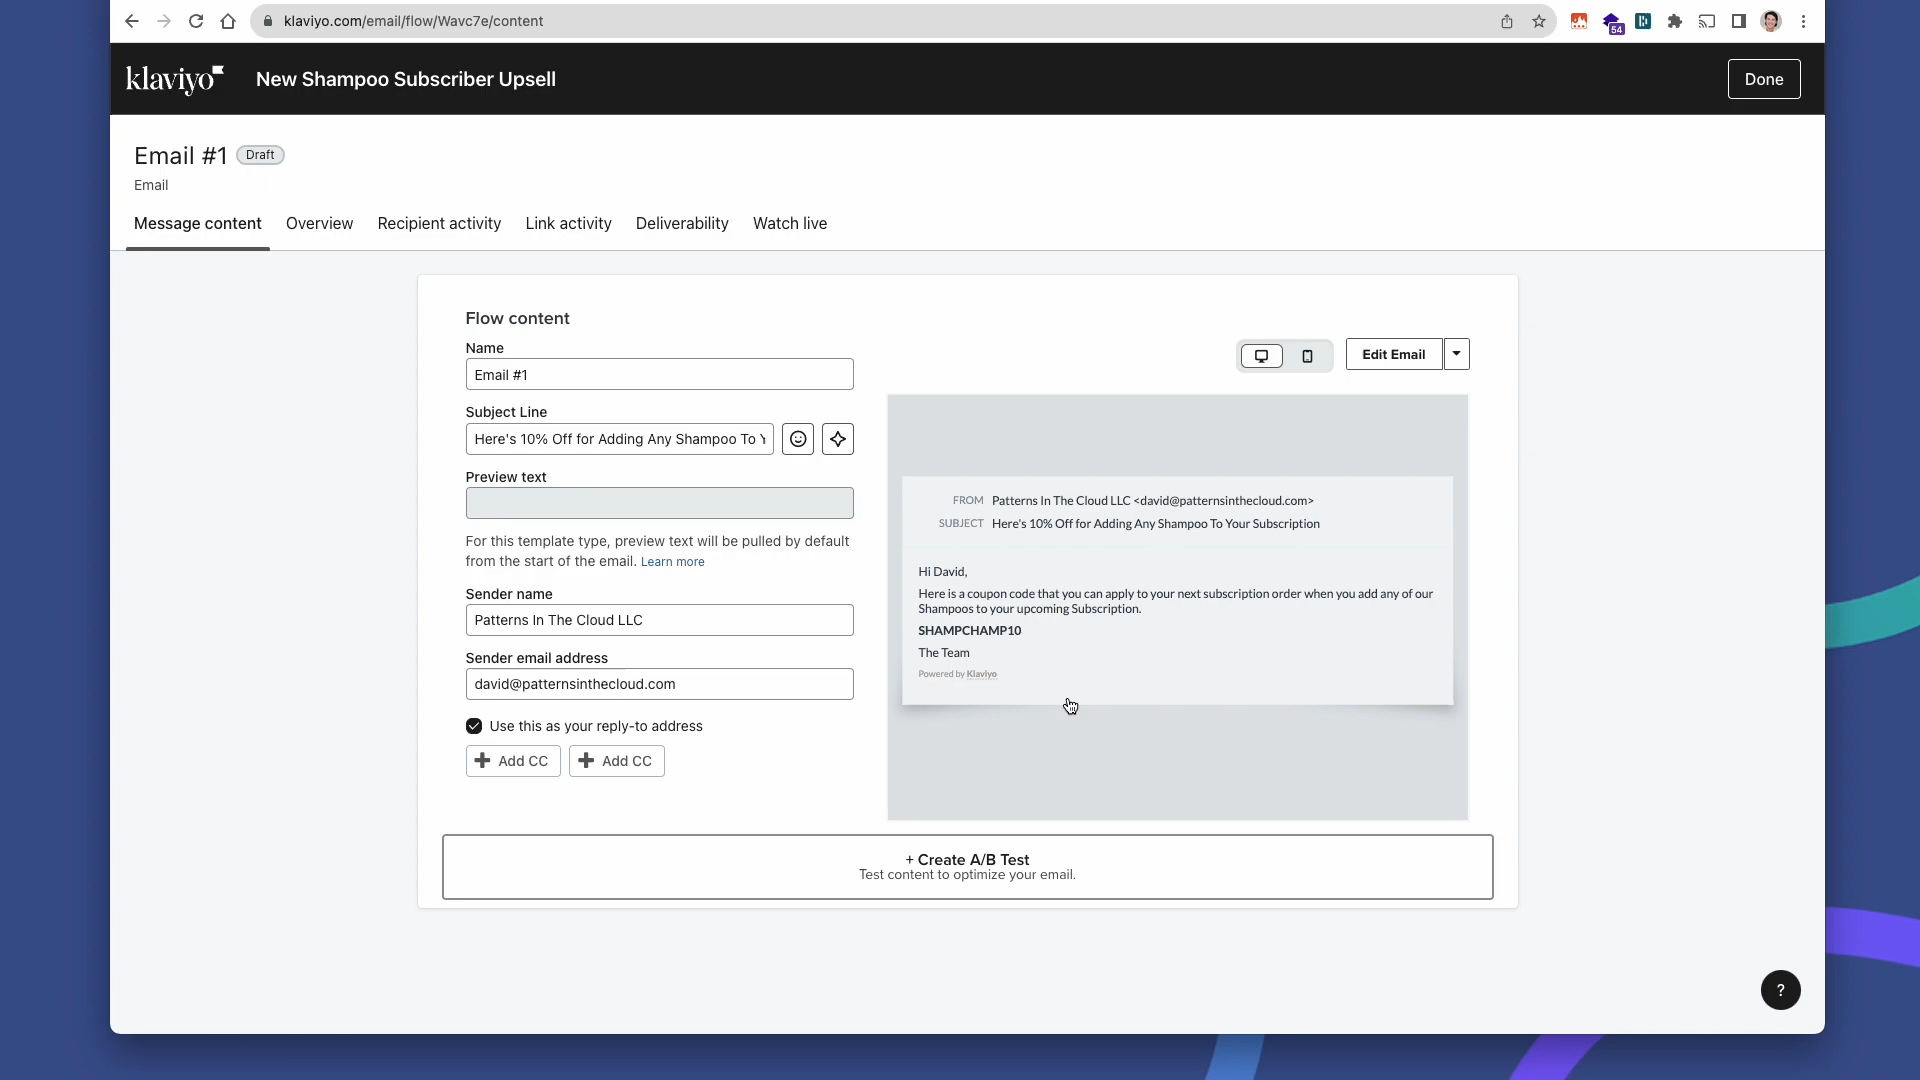 klaviyo.com/email/flow/Wavc7e/content
54
klaviyo
New Shampoo Subscriber Upsell
Done
Email #1
Draft
Email
Message content
Overview
Recipient activity
Link activity
Deliverability
Watch live
Flow content
Name
Email #1
Subject Line
Here's 10% Off for Adding Any Shampoo To Y
Preview text
For this template type, preview text will be pulled by default
from the start of the email. Learn more
Sender name
Patterns In The Cloud LLC
Sender email address
david@patternsinthecloud.com
Use this as your reply-to address
Add CC
Add CC
Edit Email
FROM Patterns In The Cloud LLC <david@patternsinthecloud.com>
SUBJECT Here's 10% Off for Adding Any Shampoo To Your Subscription
Hi David,
Here is a coupon code that you can apply to your next subscription order when you add any of our
Shampoos to your upcoming Subscription.
SHAMPCHAMP10
The Team
Powered by Klaviyo
+ Create A/B Test
Test content to optimize your email.
?